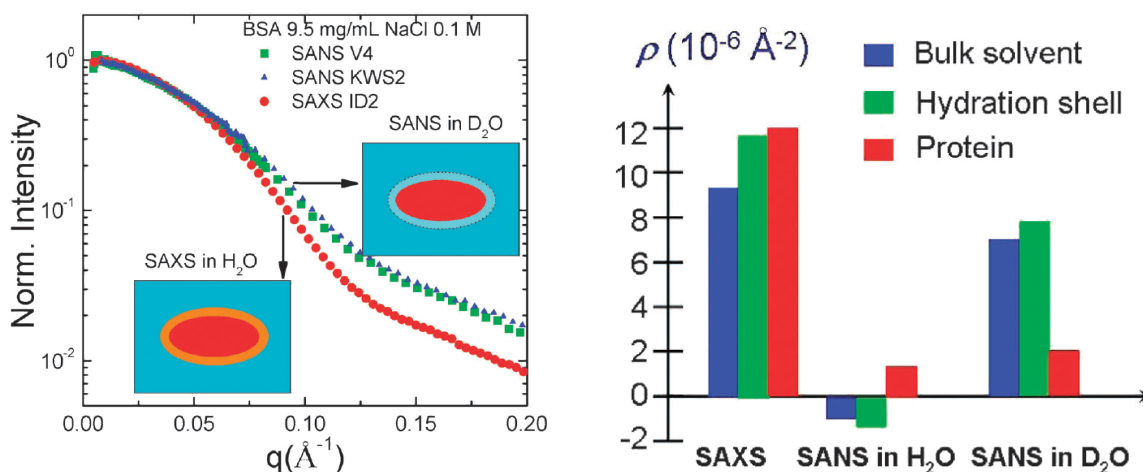 BSA 9.5 mg/mL NaCl 0.1 M
SANS V4
SANS KWS2
SAXS ID2
SANS in D₂O
SAXS in H₂O
Norm. Intensity
10⁰
10⁻¹
10⁻²
0.00 0.05 0.10 0.15 0.20
q(Å⁻¹)
ρ (10⁻⁶ Å⁻²)
Bulk solvent
Hydration shell
Protein
12
10
8
6
4
2
0
-2
SAXS SANS in H₂O SANS in D₂O